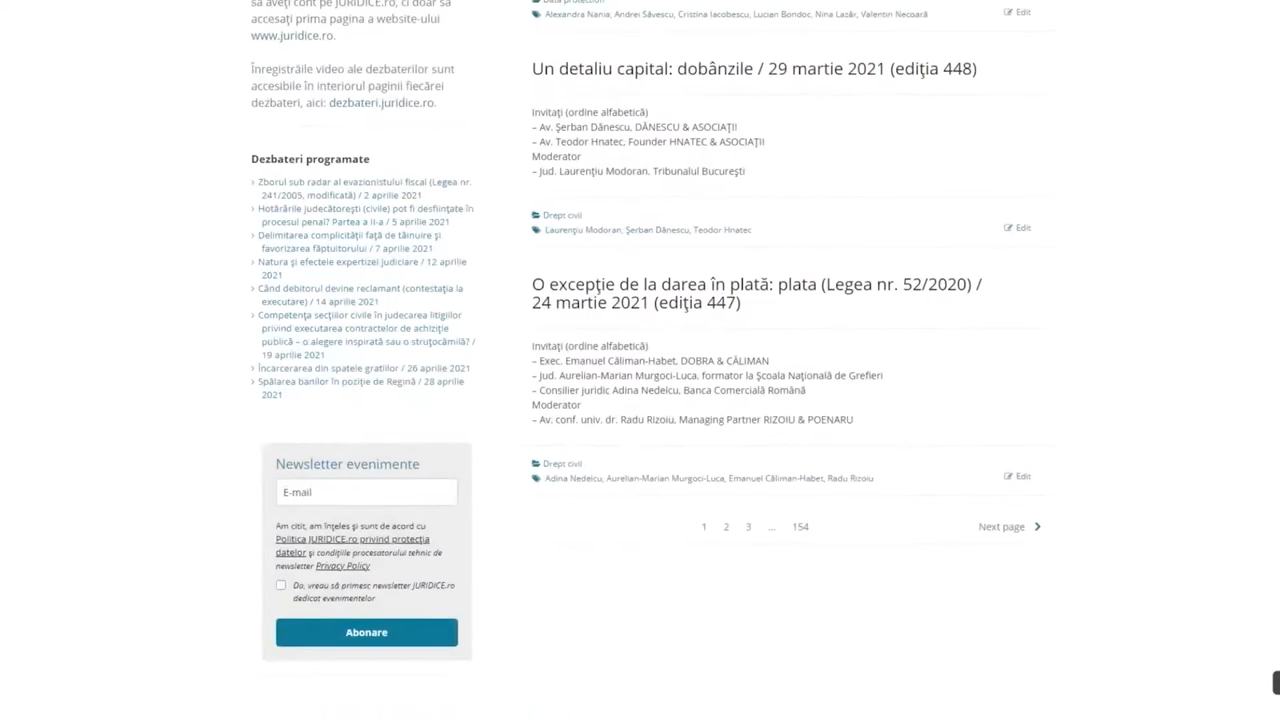 să aveți cont pe JURIDICE.ro, ci doar să
accesați prima pagina a website-ului
www.juridice.ro.
Înregistrăile video ale dezbaterilor sunt
accesibile în interiorul paginii fiecărei
dezbateri, aici: dezbateri.juridice.ro.
Dezbateri programate
Zborul sub radar al evazionistului fiscal (Legea nr.
241/2005, modificată) / 2 aprilie 2021
Hotărârile judecătorești (civile) pot fi desființate în
procesul penal? Partea a II-a / 5 aprilie 2021
Delimitarea complicității față de tăinuire și
favorizarea făptuitorului / 7 aprilie 2021
Natura și efectele expertizei judiciare / 12 aprilie
2021
Când debitorul devine reclamant (contestația la
executare) / 14 aprilie 2021
Competența secțiilor civile în judecarea litigiilor
privind executarea contractelor de achiziție
publică – o alegere inspirată sau o struțocămilă? /
19 aprilie 2021
Încarcerarea din spatele gratiilor / 26 aprilie 2021
Spălarea banilor în poziție de Regină / 28 aprilie
2021
Newsletter evenimente
E-mail
Am citit, am înțeles și sunt de acord cu
Politica JURIDICE.ro privind protecția
datelor și condițiile procesatorului tehnic de
newsletter Privacy Policy
Da, vreau să primesc newsletter JURIDICE.ro
dedicat evenimentelor
Abonare
Data protection
Alexandra Nania, Andrei Săvescu, Cristina Iacobescu, Lucian Bondoc, Nina Lazăr, Valentin Necoară
Edit
Un detaliu capital: dobânzile / 29 martie 2021 (ediția 448)
Invitați (ordine alfabetică)
– Av. Șerban Dănescu, DĂNESCU & ASOCIAȚII
– Av. Teodor Hnatec, Founder HNATEC & ASOCIAȚII
Moderator
– Jud. Laurențiu Modoran, Tribunalul București
Drept civil
Laurențiu Modoran, Șerban Dănescu, Teodor Hnatec
Edit
O excepție de la darea în plată: plata (Legea nr. 52/2020) /
24 martie 2021 (ediția 447)
Invitați (ordine alfabetică)
– Exec. Emanuel Căliman-Habet, DOBRA & CĂLIMAN
– Jud. Aurelian-Marian Murgoci-Luca, formator la Școala Națională de Grefieri
– Consilier juridic Adina Nedelcu, Banca Comercială Română
Moderator
– Av. conf. univ. dr. Radu Rizoiu, Managing Partner RIZOIU & POENARU
Drept civil
Adina Nedelcu, Aurelian-Marian Murgoci-Luca, Emanuel Căliman-Habet, Radu Rizoiu
Edit
1 2 3 ... 154 Next page